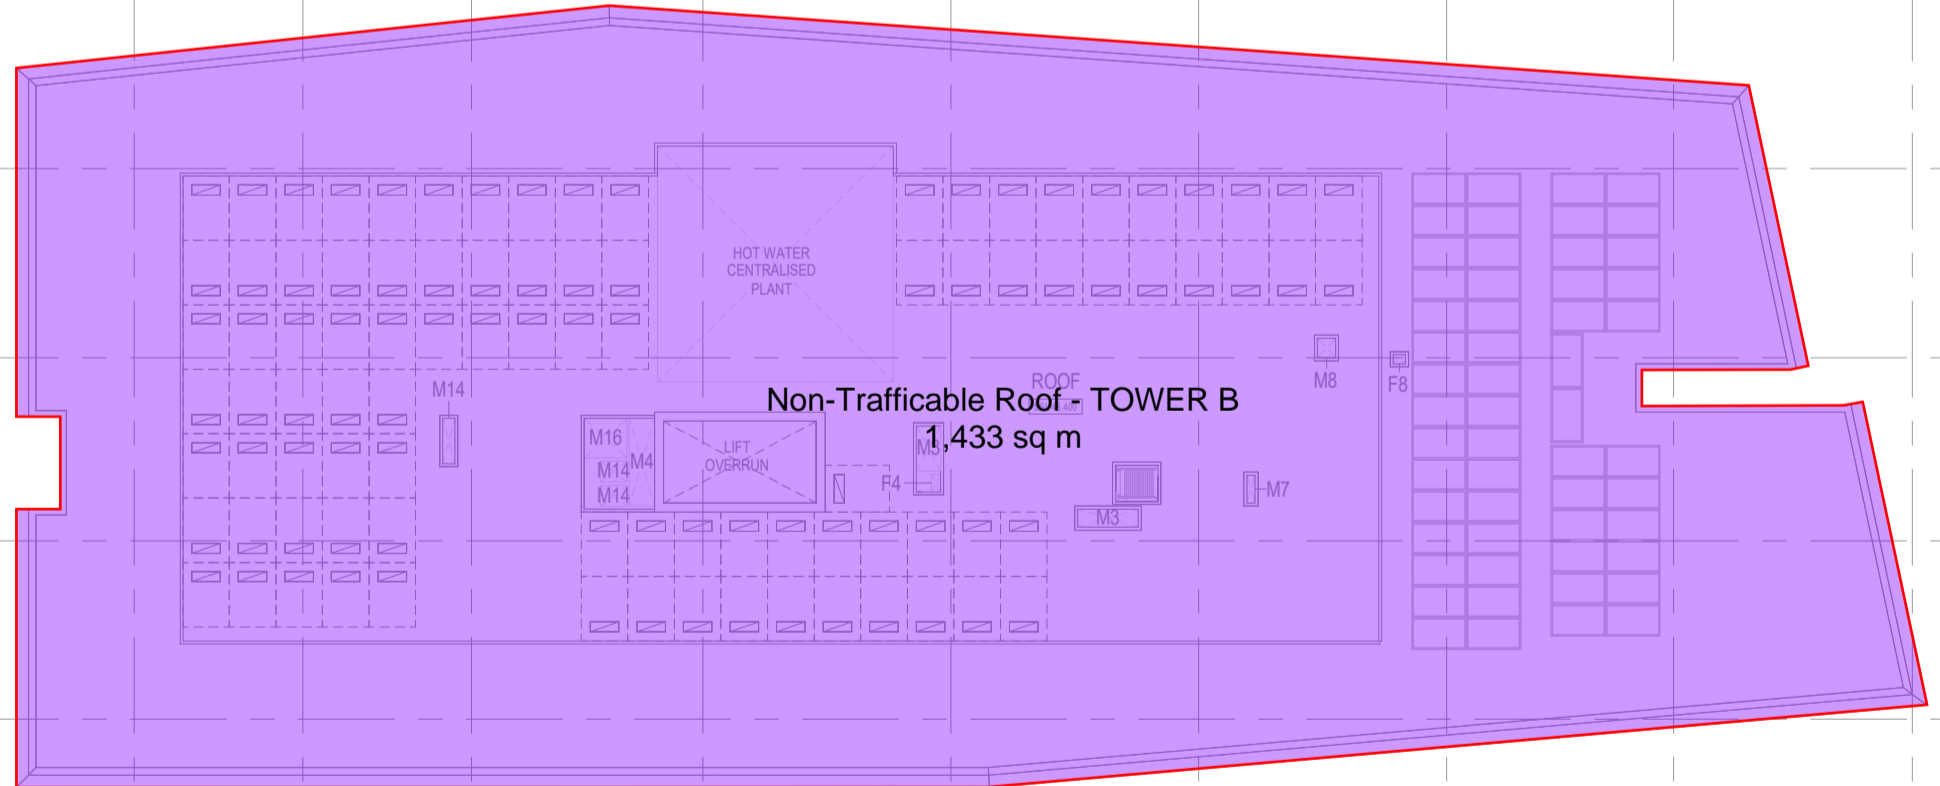 HOT WATER
CENTRALISED
PLANT
M14
ROOF
M8
F8
Non-Trafficable Roof - TOWER B
1,433 sq m
M16
M14
M14
M4
LIFT
OVERRUN
F4
M3
M7